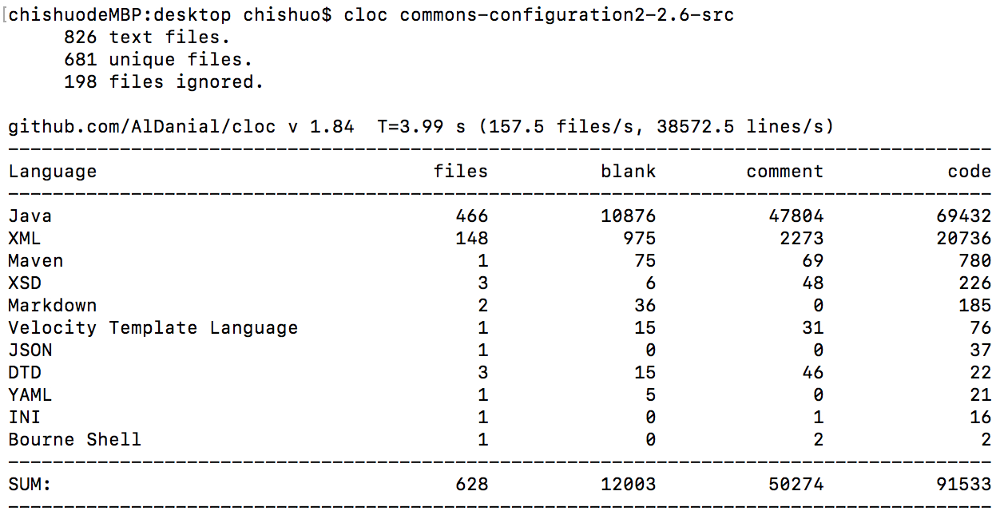 [chishuodeMBP:desktop chishuo$ cloc commons-configuration2-2.6-src
     826 text files.
     681 unique files.
     198 files ignored.

github.com/AlDanial/cloc v 1.84  T=3.99 s (157.5 files/s, 38572.5 lines/s)
----------------------------------------------------------------------------------------
Language                              files          blank        comment           code
----------------------------------------------------------------------------------------
Java                                    466          10876          47804          69432
XML                                     148            975           2273          20736
Maven                                     1             75             69            780
XSD                                       3              6             48            226
Markdown                                  2             36              0            185
Velocity Template Language                1             15             31             76
JSON                                      1              0              0             37
DTD                                       3             15             46             22
YAML                                      1              5              0             21
INI                                       1              0              1             16
Bourne Shell                              1              0              2              2
----------------------------------------------------------------------------------------
SUM:                                    628          12003          50274          91533
----------------------------------------------------------------------------------------